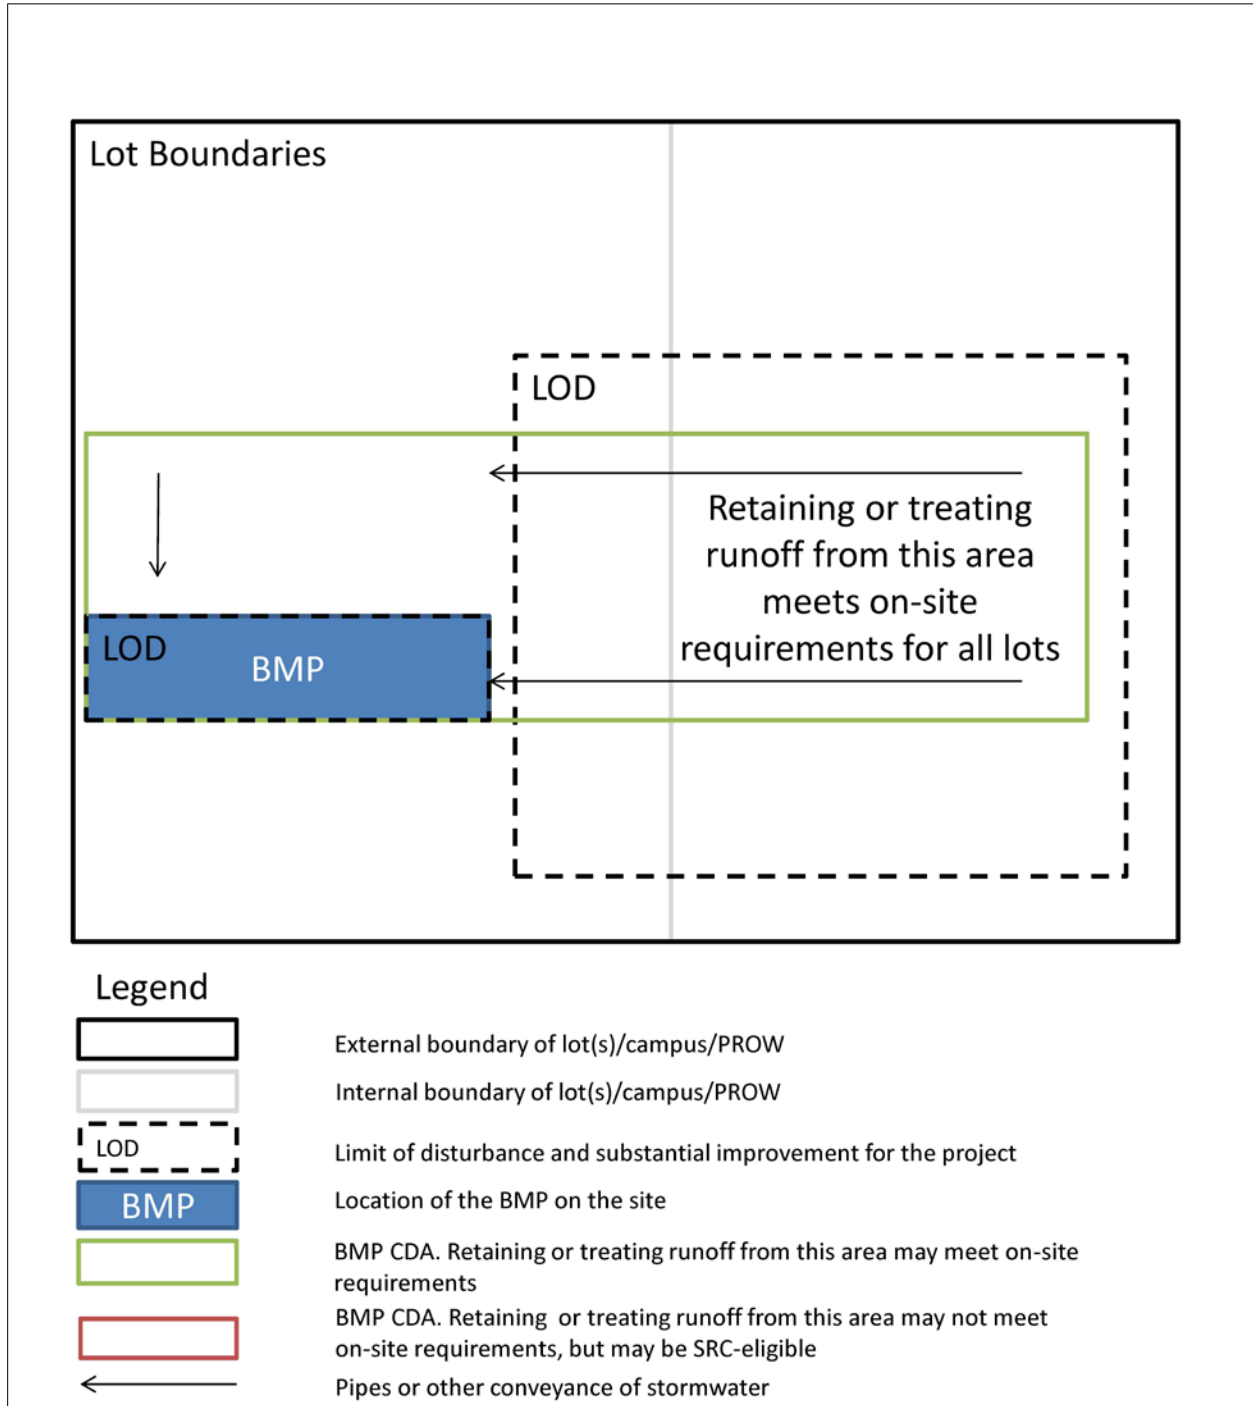 Lot Boundaries
LOD
Retaining or treating
runoff from this area
meets on-site
requirements for all lots
LOD
BMP
Legend
External boundary of lot(s)/campus/PROW
Internal boundary of lot(s)/campus/PROW
LOD
Limit of disturbance and substantial improvement for the project
BMP
Location of the BMP on the site
BMP CDA. Retaining or treating runoff from this area may meet on-site
requirements
BMP CDA. Retaining or treating runoff from this area may not meet
on-site requirements, but may be SRC-eligible
Pipes or other conveyance of stormwater